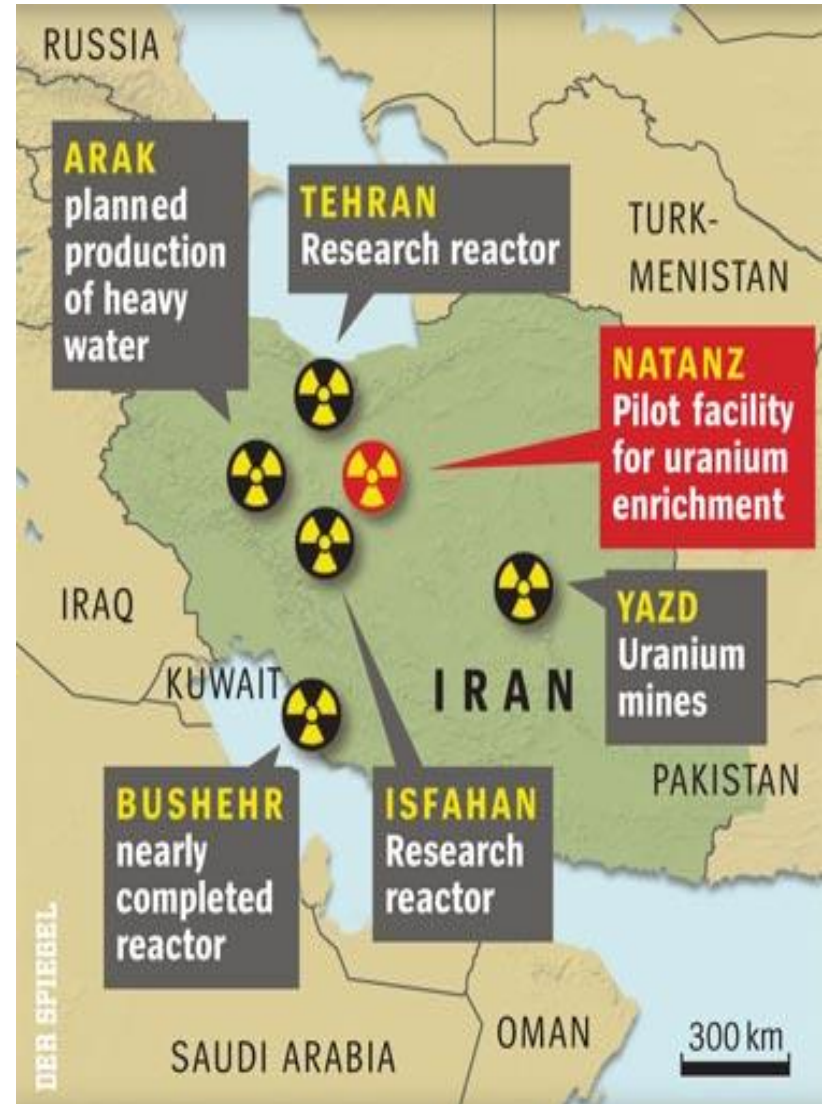 RUSSIA
ARAK
planned
production
of heavy
water
TEHRAN
Research reactor
TURK-
MENISTAN
NATANZ
Pilot facility
for uranium
enrichment
IRAQ
YAZD
Uranium
mines
KUWAIT
IRAN
PAKISTAN
BUSHEHR
nearly
completed
reactor
ISFAHAN
Research
reactor
DER SPIEGEL
SAUDI ARABIA
OMAN
300 km